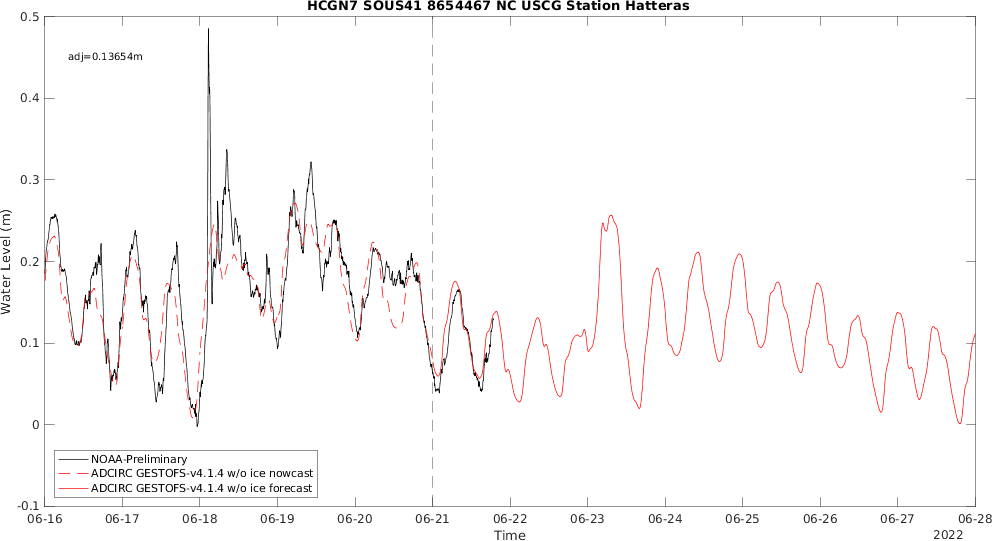 HCGN7 SOUS41 8654467 NC USCG Station Hatteras
adj=0.13654m
0.5
0.4
0.3
0.2
0.1
0
-0.1
Water Level (m)
NOAA-Preliminary
ADCIRC GESTOFS-v4.1.4 w/o ice nowcast
ADCIRC GESTOFS-v4.1.4 w/o ice forecast
06-16 06-17 06-18 06-19 06-20 06-21 06-22 06-23 06-24 06-25 06-26 06-27 06-28
Time
2022